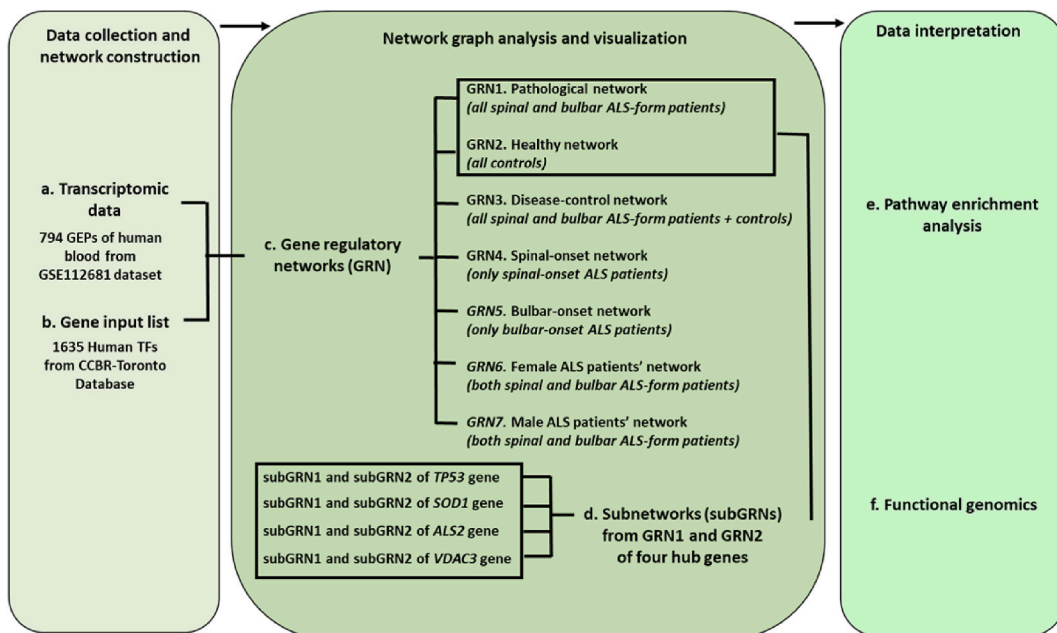 Data collection and
network construction
a. Transcriptomic
data
794 GEPs of human
blood from
GSE112681 dataset
b. Gene input list
1635 Human TFs
from CCBR-Toronto
Database
Network graph analysis and visualization
c. Gene regulatory
networks (GRN)
GRN1. Pathological network
(all spinal and bulbar ALS-form patients)
GRN2. Healthy network
(all controls)
GRN3. Disease-control network
(all spinal and bulbar ALS-form patients + controls)
GRN4. Spinal-onset network
(only spinal-onset ALS patients)
GRN5. Bulbar-onset network
(only bulbar-onset ALS patients)
GRN6. Female ALS patients’ network
(both spinal and bulbar ALS-form patients)
GRN7. Male ALS patients’ network
(both spinal and bulbar ALS-form patients)
subGRN1 and subGRN2 of TP53 gene
subGRN1 and subGRN2 of SOD1 gene
subGRN1 and subGRN2 of ALS2 gene
subGRN1 and subGRN2 of VDAC3 gene
d. Subnetworks (subGRNs)
from GRN1 and GRN2
of four hub genes
Data interpretation
e. Pathway enrichment
analysis
f. Functional genomics